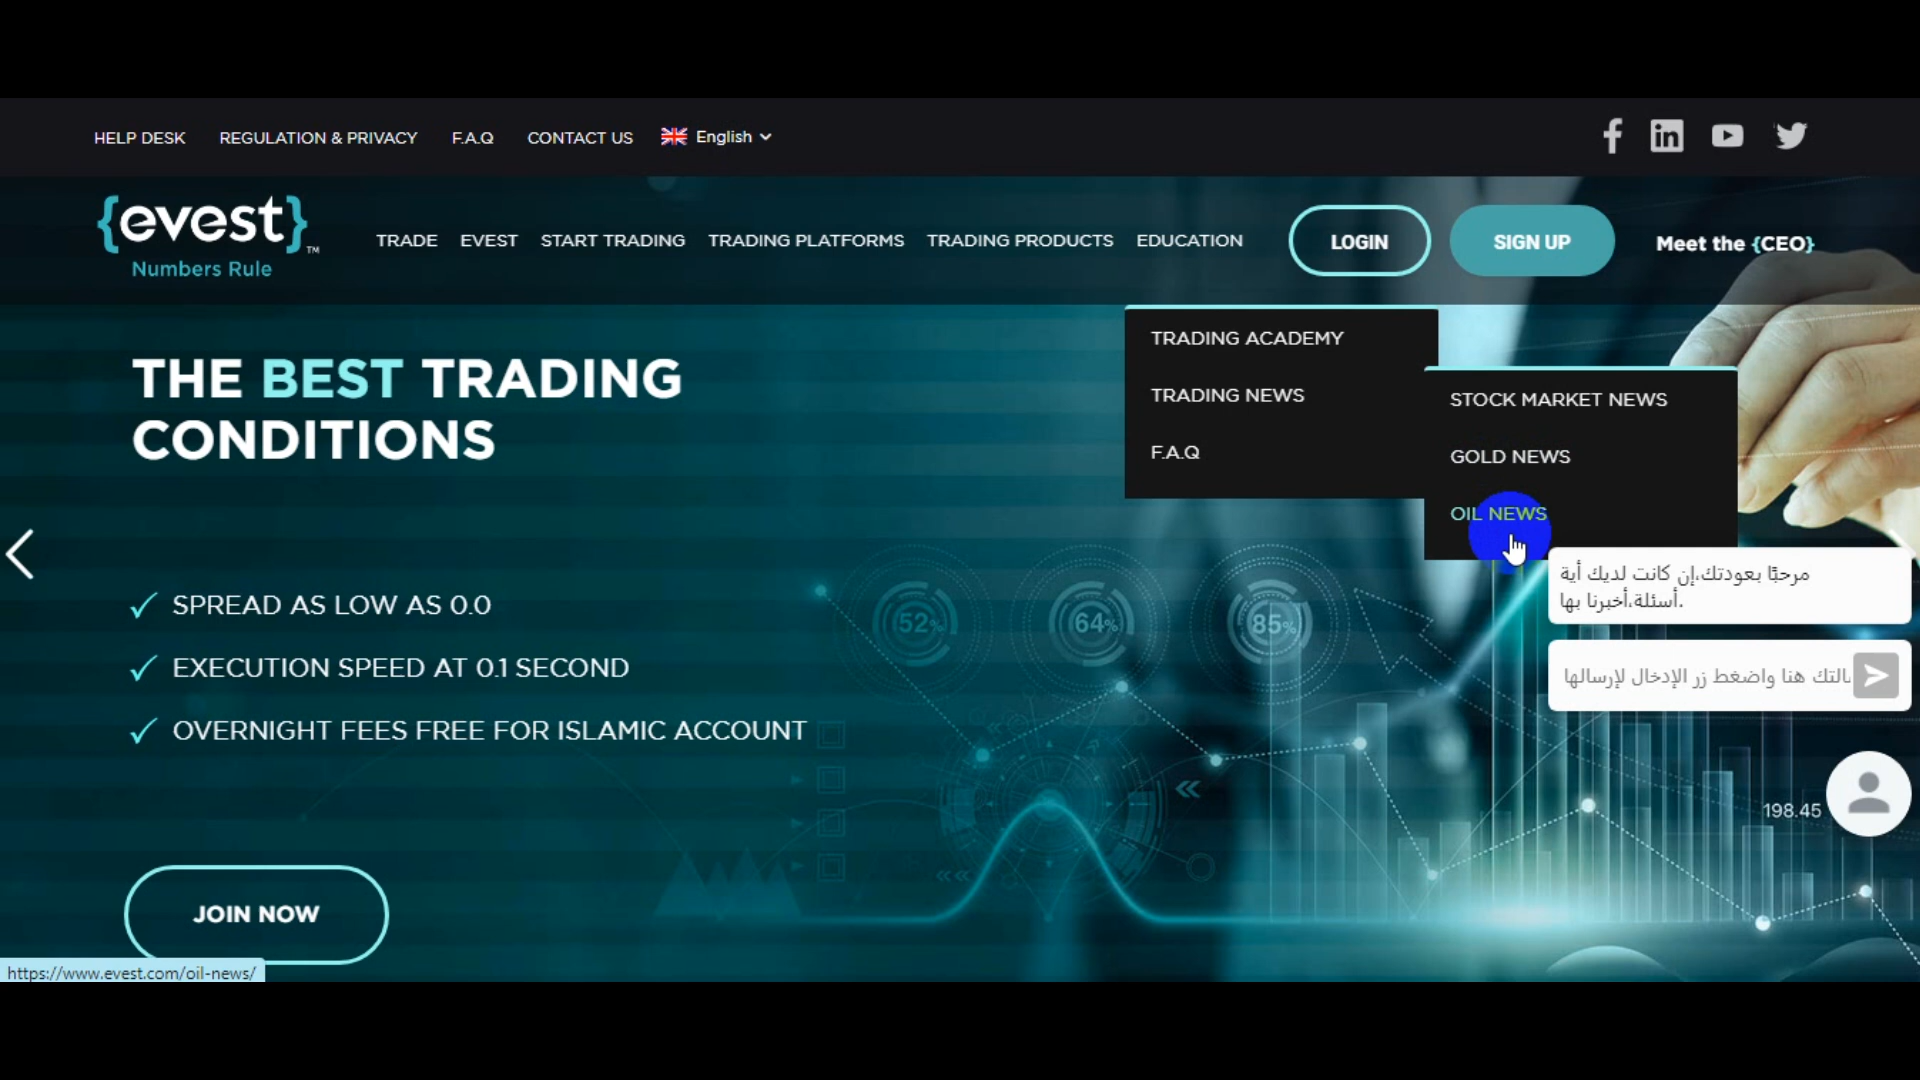 HELP DESK REGULATION & PRIVACY F.A.Q CONTACT US English
{evest}™
Numbers Rule
TRADE EVEST START TRADING TRADING PLATFORMS TRADING PRODUCTS EDUCATION LOGIN SIGN UP Meet the {CEO}
TRADING ACADEMY
TRADING NEWS
F.A.Q
STOCK MARKET NEWS
GOLD NEWS
OIL NEWS
THE BEST TRADING
CONDITIONS
SPREAD AS LOW AS 0.0
EXECUTION SPEED AT 0.1 SECOND
OVERNIGHT FEES FREE FOR ISLAMIC ACCOUNT
52% 64% 85%
مرحبًا بعودتك،إن كانت لديك أية
أسئلة،أخبرنا بها.
التك هنا واضغط زر الإدخال لإرسالها
198.45
JOIN NOW
https://www.evest.com/oil-news/